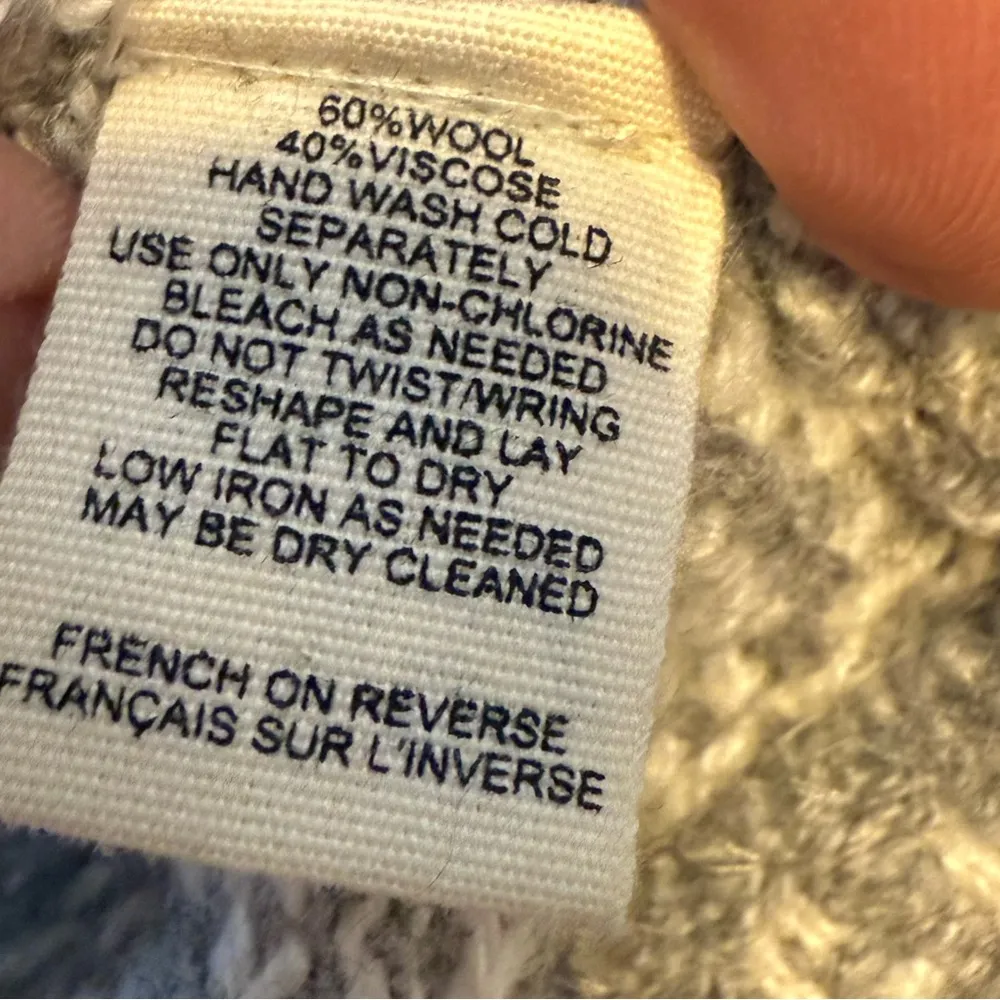 60%WOOL
40%VISCOSE
HAND WASH COLD
SEPARATELY
USE ONLY NON-CHLORINE
BLEACH AS NEEDED
DO NOT TWIST/WRING
RESHAPE AND LAY
FLAT TO DRY
LOW IRON AS NEEDED
MAY BE DRY CLEANED
FRENCH ON REVERSE
FRANÇAIS SUR L'INVERSE